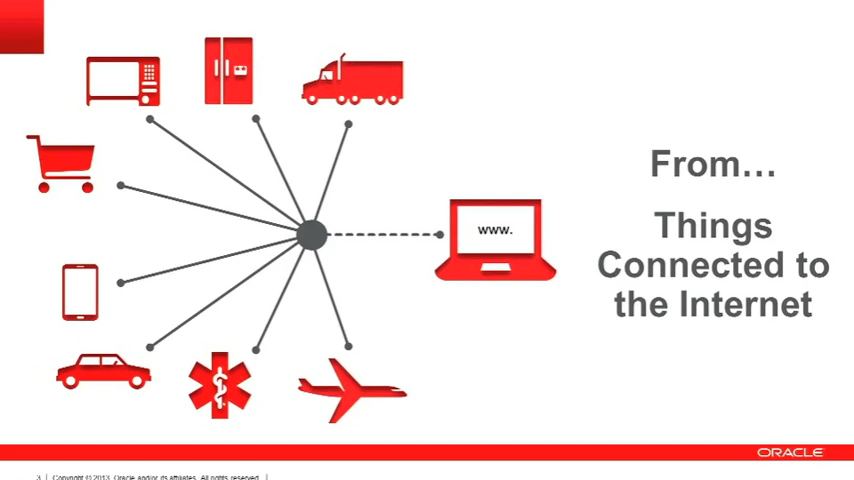 www.
From…
Things
Connected to
the Internet
ORACLE
3 | Copyright © 2013, Oracle and/or its affiliates. All rights reserved. |